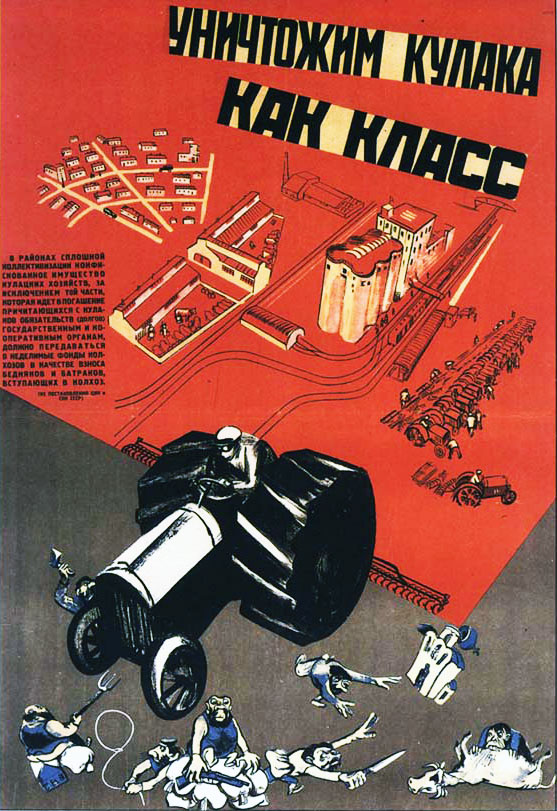 УНИЧТОЖИМ КУЛАКА
КАК КЛАСС
В РАЙОНАХ СПЛОШНОЙ
КОЛЛЕКТИВИЗАЦИИ КОНФИ-
СКОВАННОЕ ИМУЩЕСТВО
КУЛАЦКИХ ХОЗЯЙСТВ, ЗА
ИСКЛЮЧЕНИЕМ ТОЙ ЧАСТИ,
КОТОРАЯ ИДЕТ В ПОГАШЕНИЕ
ПРИЧИТАЮЩИХСЯ С КУЛА-
КОВ ОБЯЗАТЕЛЬСТВ (ДОЛГОВ)
ГОСУДАРСТВЕННЫМ И КО-
ОПЕРАТИВНЫМ ОРГАНАМ,
ДОЛЖНО ПЕРЕДАВАТЬСЯ
В НЕДЕЛИМЫЕ ФОНДЫ КОЛ-
ХОЗОВ В КАЧЕСТВЕ ВЗНОСА
БЕДНЯКОВ И БАТРАКОВ,
ВСТУПАЮЩИХ В КОЛХОЗ.
(ИЗ ПОСТАНОВЛЕНИЯ ЦИК и
СНК СССР)